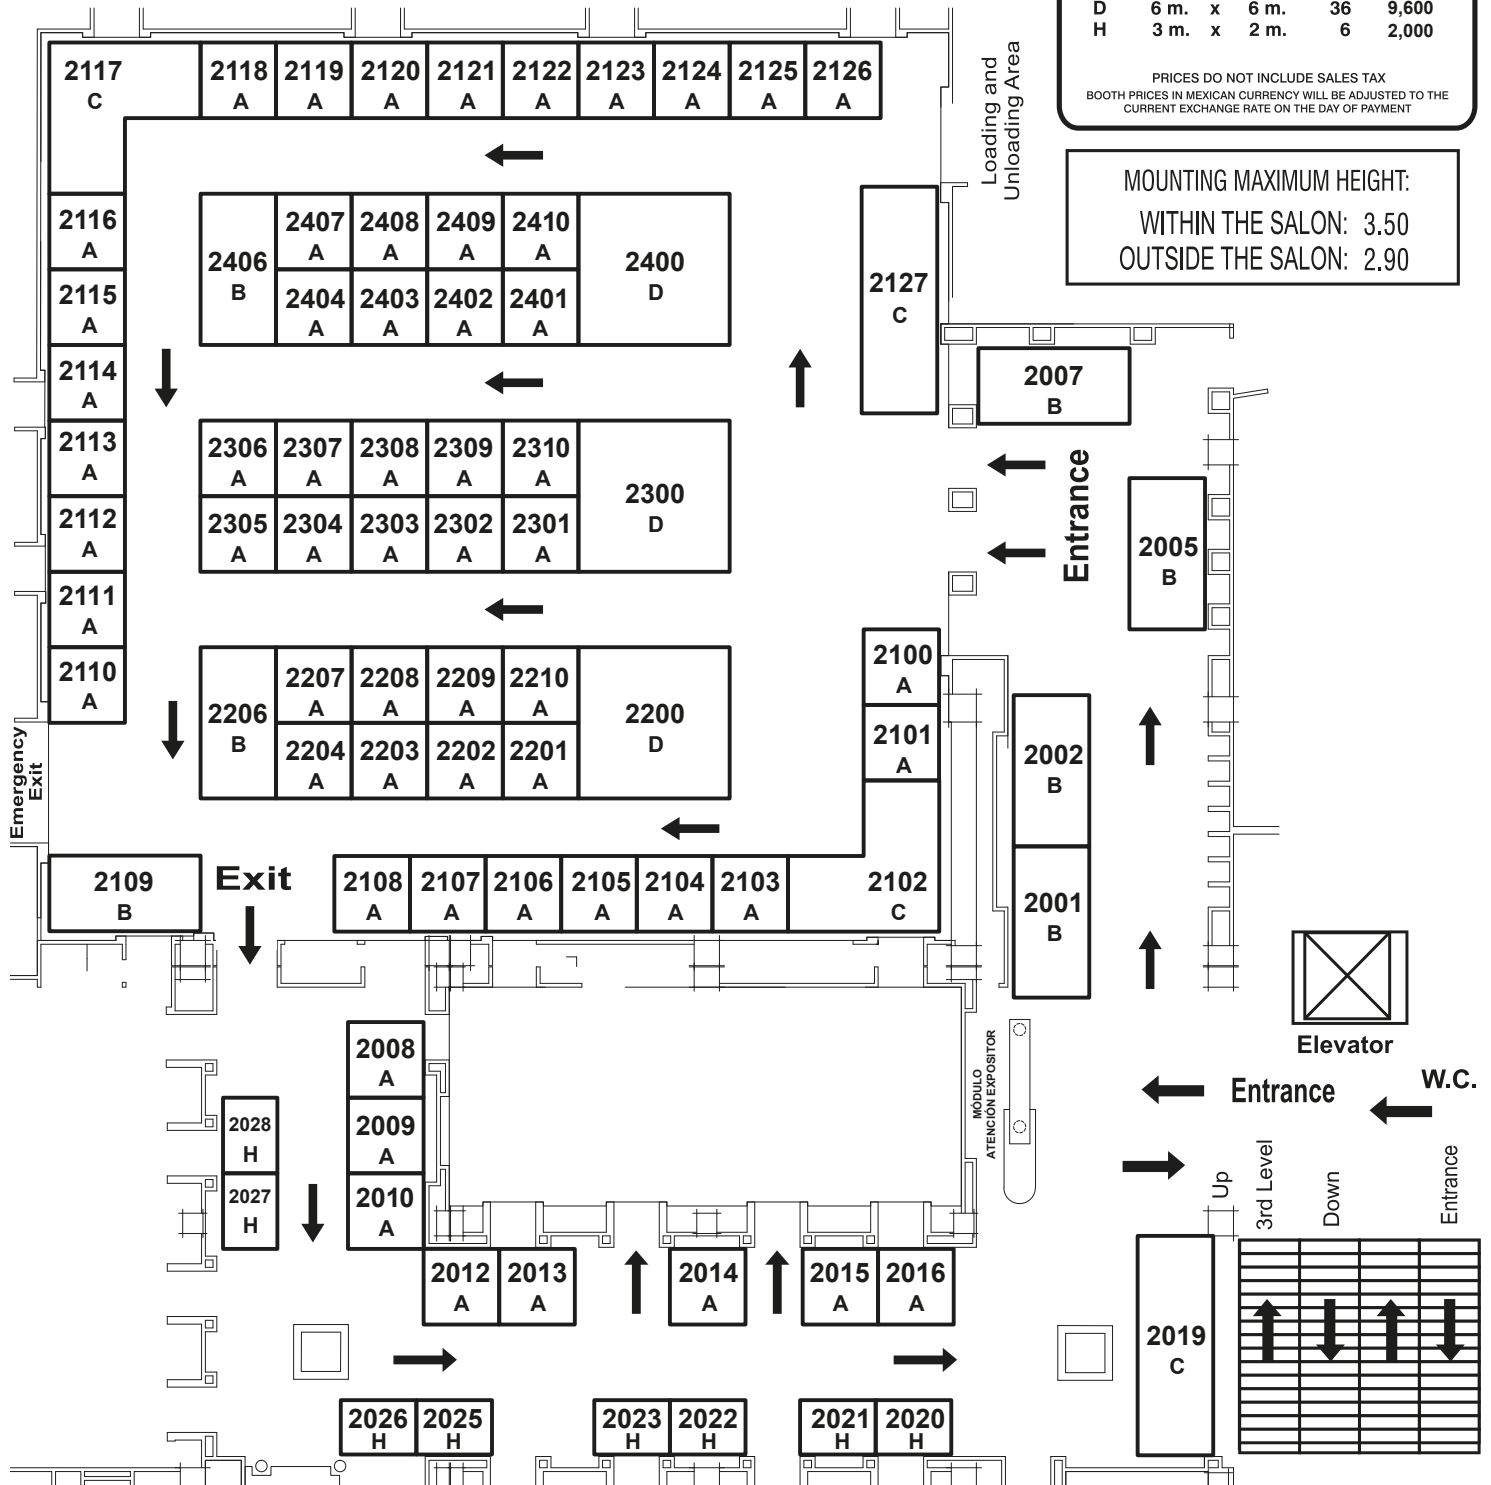 D 6 m. x 6 m. 36 9,600
H 3 m. x 2 m. 6 2,000
PRICES DO NOT INCLUDE SALES TAX
BOOTH PRICES IN MEXICAN CURRENCY WILL BE ADJUSTED TO THE
CURRENT EXCHANGE RATE ON THE DAY OF PAYMENT
MOUNTING MAXIMUM HEIGHT:
WITHIN THE SALON: 3.50
OUTSIDE THE SALON: 2.90
Loading and
Unloading Area
2117 2118 2119 2120 2121 2122 2123 2124 2125 2126
C A A A A A A A A A
2116
A
2115
A
2114
A
2113
A
2112
A
2111
A
2110
A
2406
B
2407 2408 2409 2410
A A A A
2404 2403 2402 2401
A A A A
2400
D
2127
C
2007
B
2306 2307 2308 2309 2310
A A A A A
2305 2304 2303 2302 2301
A A A A A
2300
D
Entrance
2005
B
2206
B
2207 2208 2209 2210
A A A A
2204 2203 2202 2201
A A A A
2200
D
2100
A
2101
A
2002
B
2001
B
Emergency
Exit
2109
B
Exit
2108 2107 2106 2105 2104 2103 2102
A A A A A A C
Elevator
2008
A
2009
A
2010
A
2028
H
2027
H
MÓDULO
ATENCIÓN EXPOSITOR
Entrance
W.C.
Up
3rd Level
Down
Entrance
2012 2013 2014 2015 2016
A A A A A
2019
C
2026 2025 2023 2022 2021 2020
H H H H H H